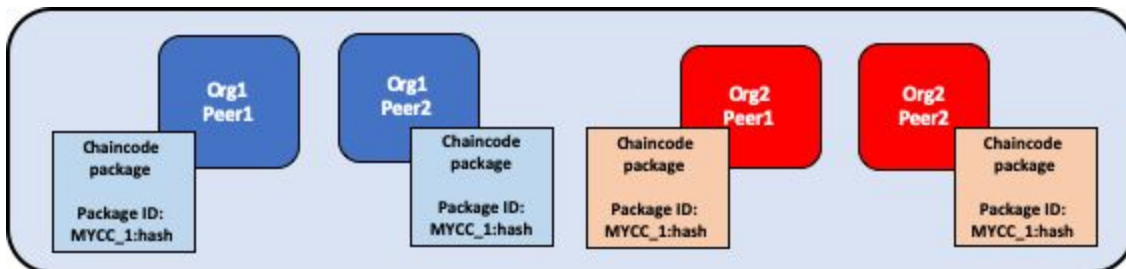 Org1
Peer1
Org1
Peer2
Org2
Peer1
Org2
Peer2
Chaincode
package
Package ID:
MYCC_1:hash
Chaincode
package
Package ID:
MYCC_1:hash
Chaincode
package
Package ID:
MYCC_1:hash
Chaincode
package
Package ID:
MYCC_1:hash